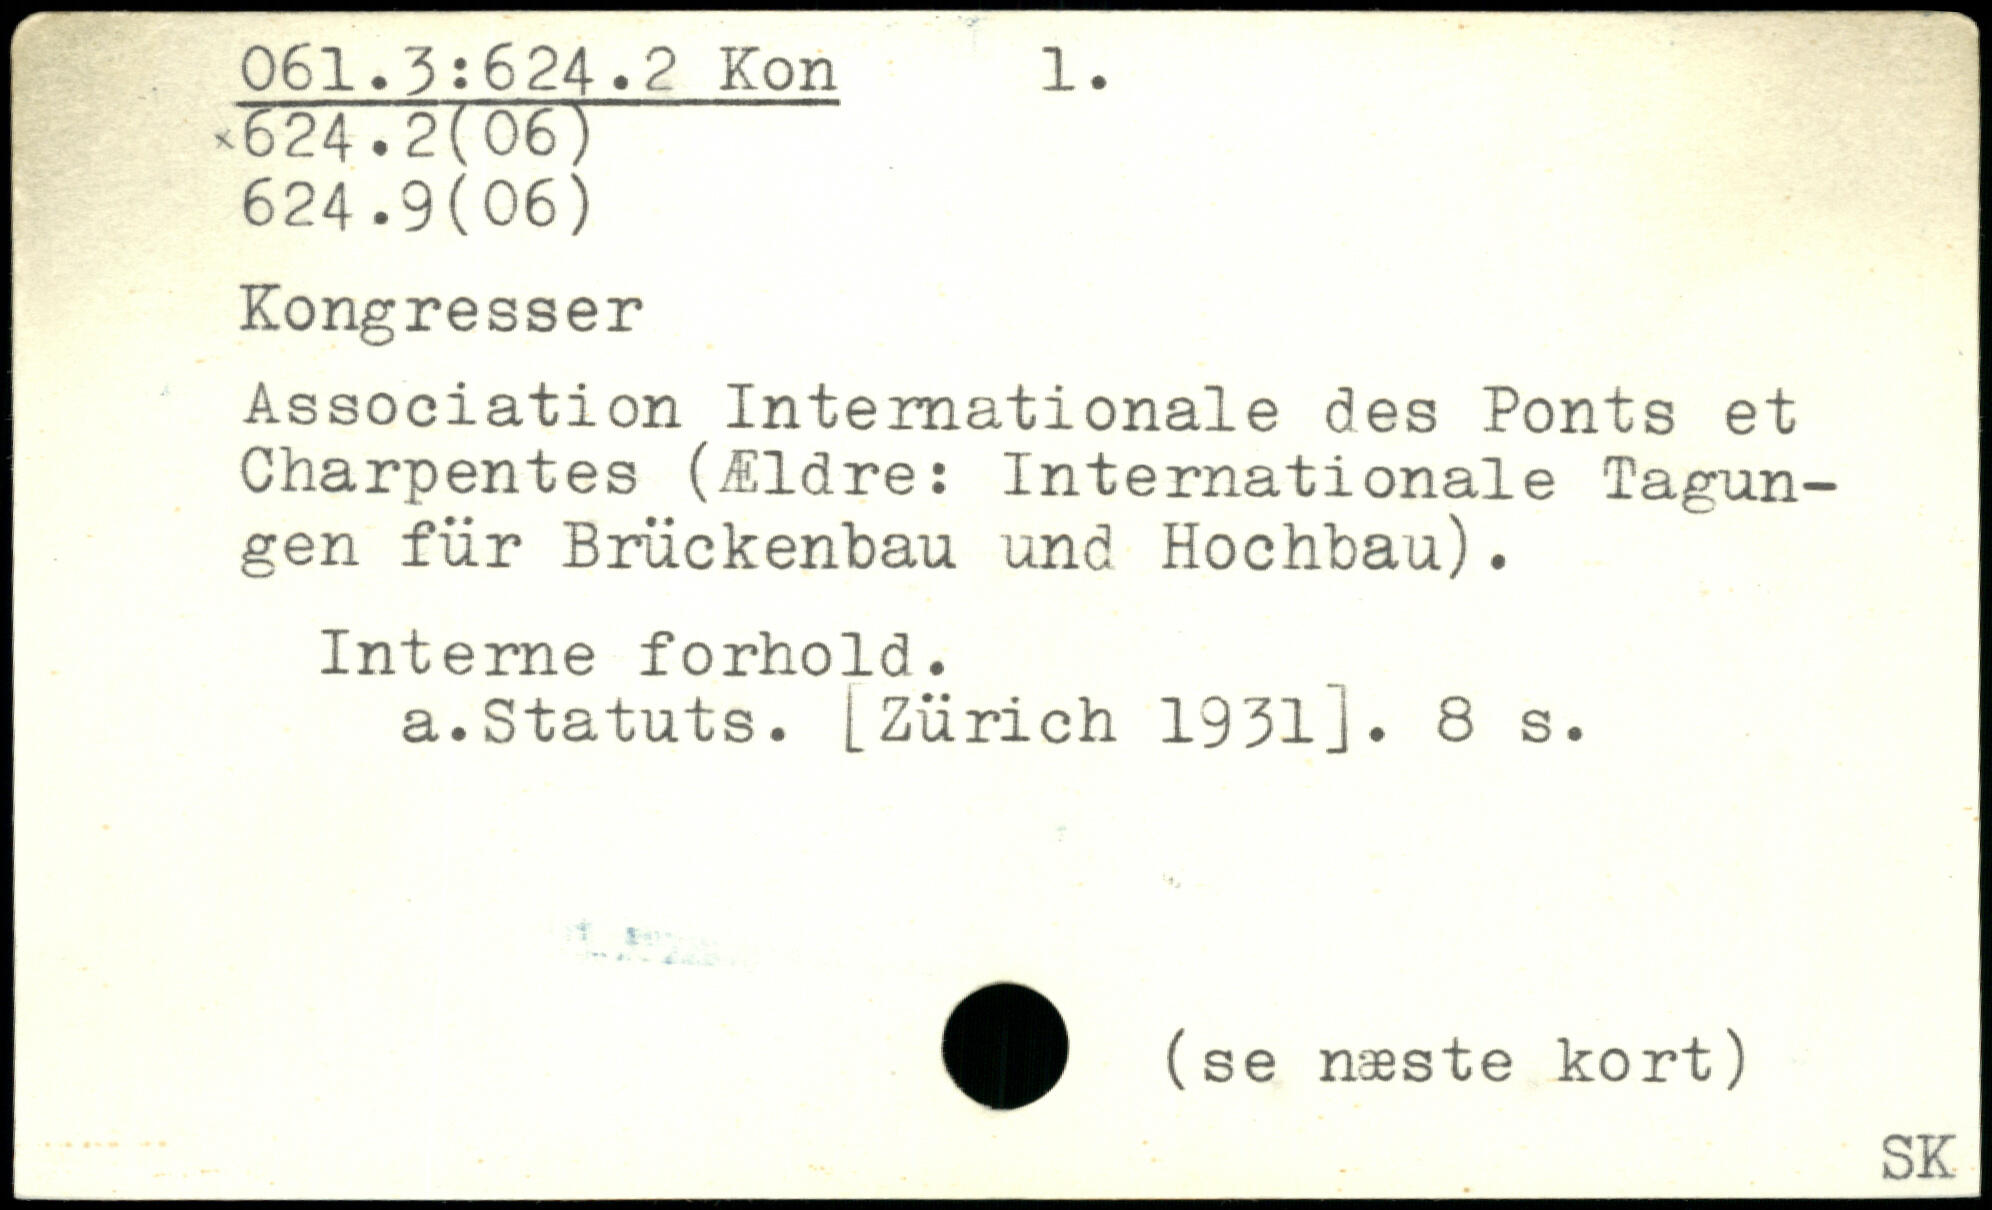 061.3:624.2 Kon 1.
×624.2(06)
624.9(06)
Kongresser
Association Internationale des Ponts et
Charpentes (Ældre: Internationale Tagun-
gen für Brückenbau und Hochbau).
Interne forhold.
a.Statuts. [Zürich 1931]. 8 s.
(se næste kort)
SK